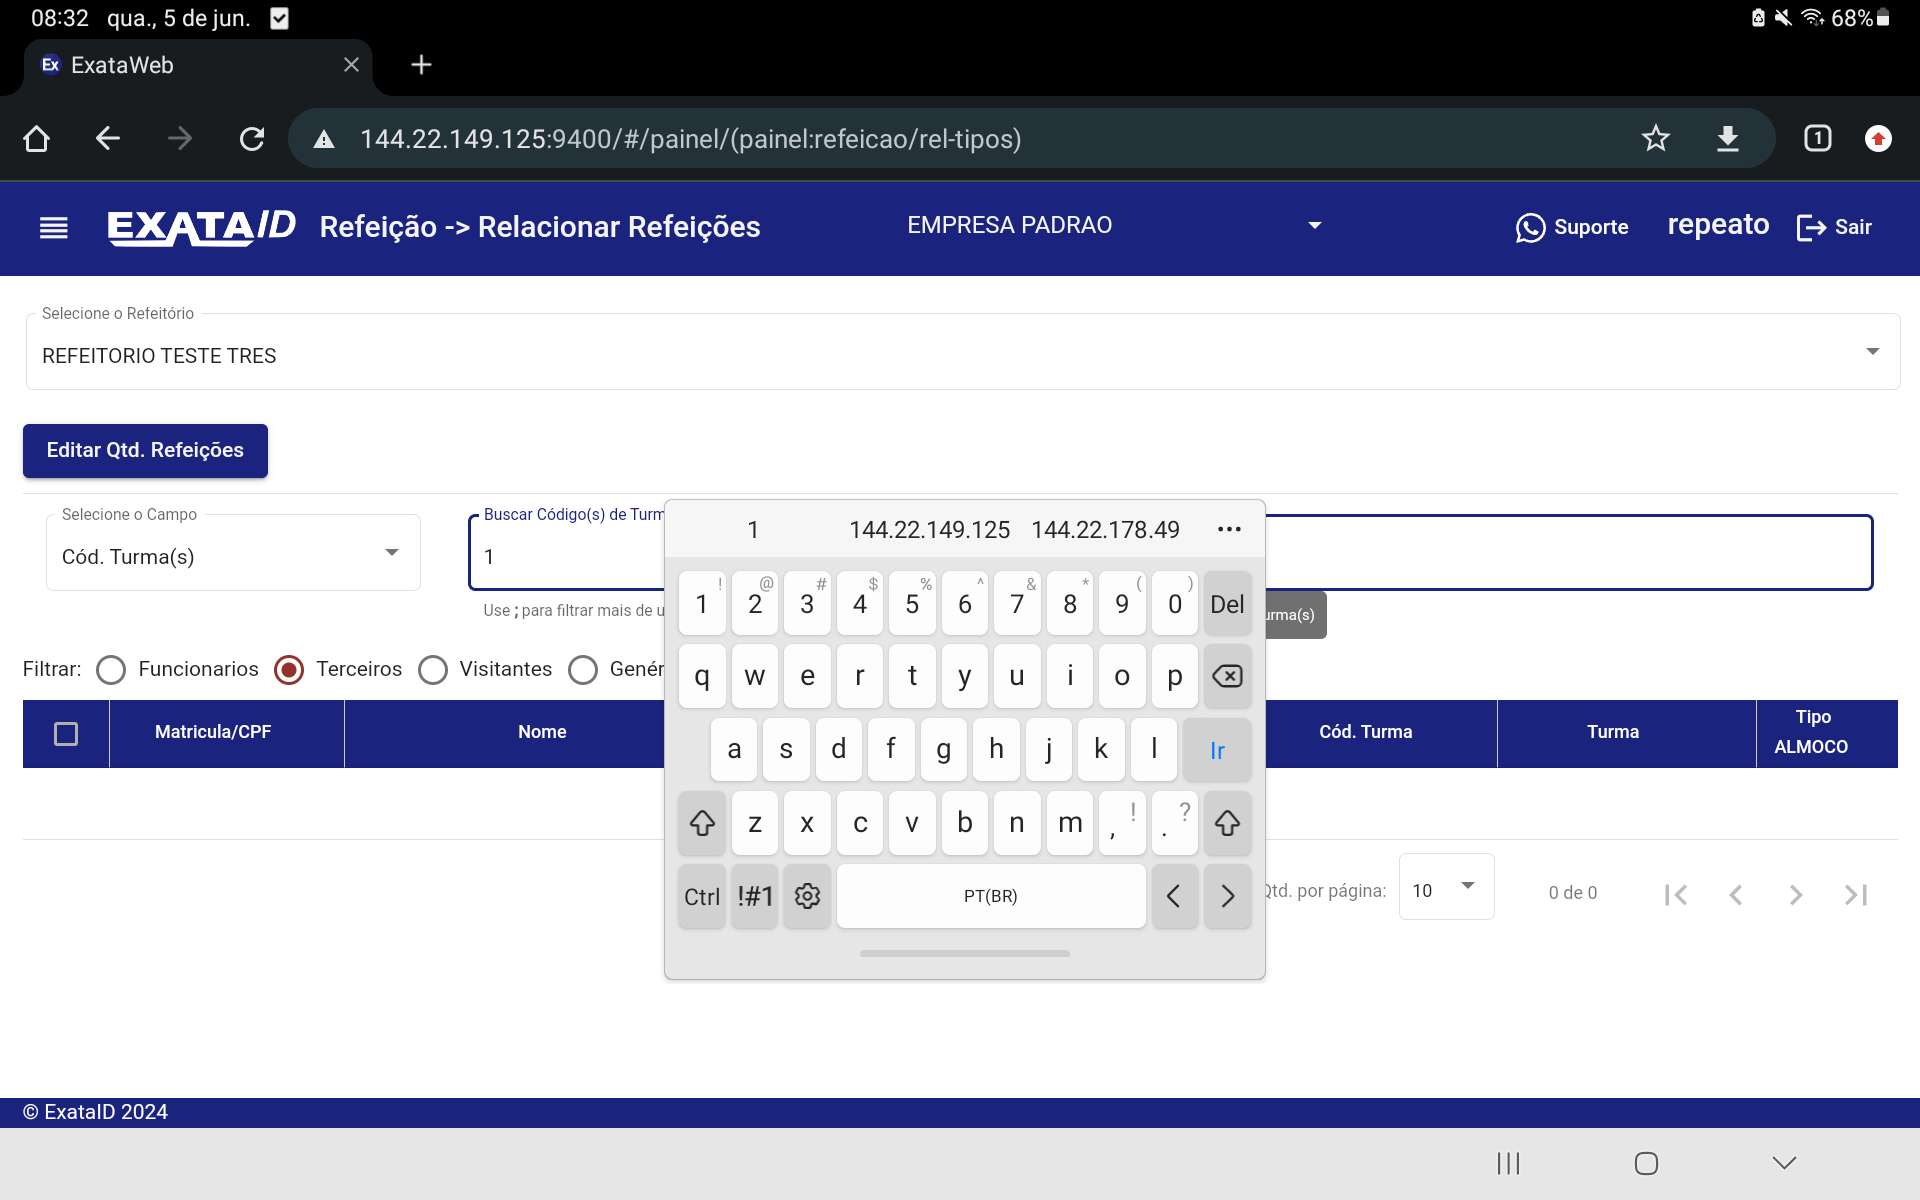 08:32 qua., 5 de jun. 68%
Ex ExataWeb
144.22.149.125:9400/#/painel/(painel:refeicao/rel-tipos) 1
EXATAID Refeição -> Relacionar Refeições EMPRESA PADRAO Suporte repeato Sair
Selecione o Refeitório
REFEITORIO TESTE TRES
Editar Qtd. Refeições
Selecione o Campo
Cód. Turma(s)
Buscar Código(s) de Turm
1
Use ; para filtrar mais de u
urma(s)
Filtrar: Funcionarios Terceiros Visitantes Genér
Matricula/CPF Nome Cód. Turma Turma Tipo ALMOCO
Qtd. por página: 10 0 de 0
1 144.22.149.125 144.22.178.49 •••
! @ # $ % ^ & * ( )
1 2 3 4 5 6 7 8 9 0 Del
q w e r t y u i o p
a s d f g h j k l Ir
z x c v b n m , ! . ?
Ctrl !#1 PT(BR) < >
© ExataID 2024